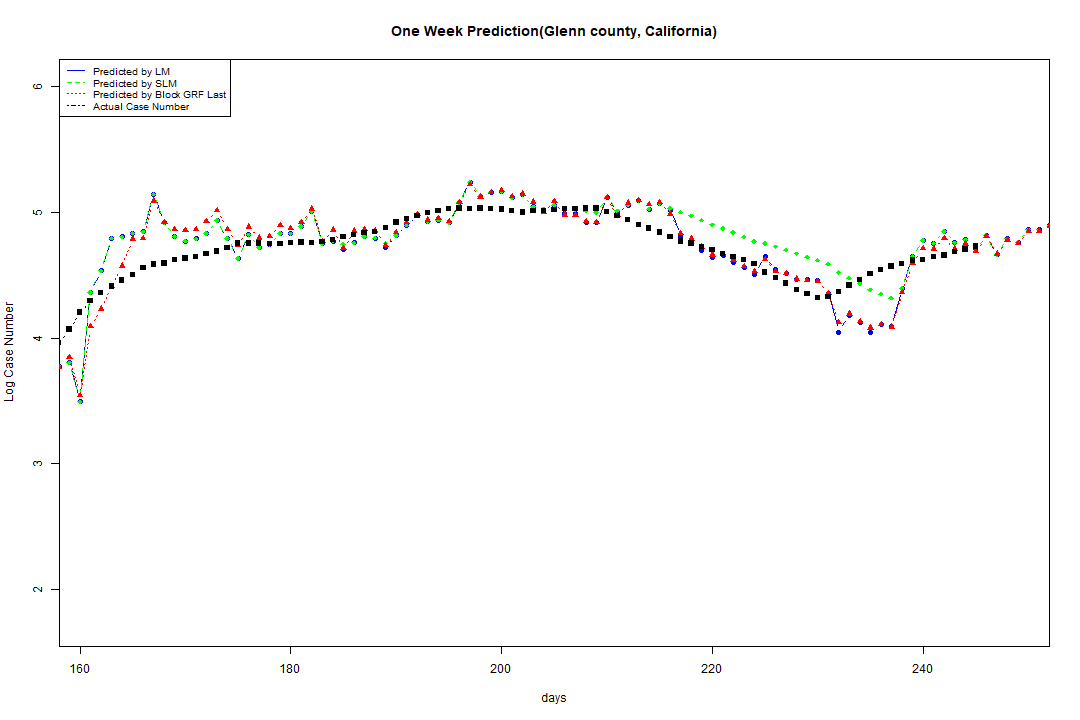 One Week Prediction(Glenn county, California)
Predicted by LM
Predicted by SLM
Predicted by Block GRF Last
Actual Case Number
6
5
4
3
2
Log Case Number
160 180 200 220 240
days